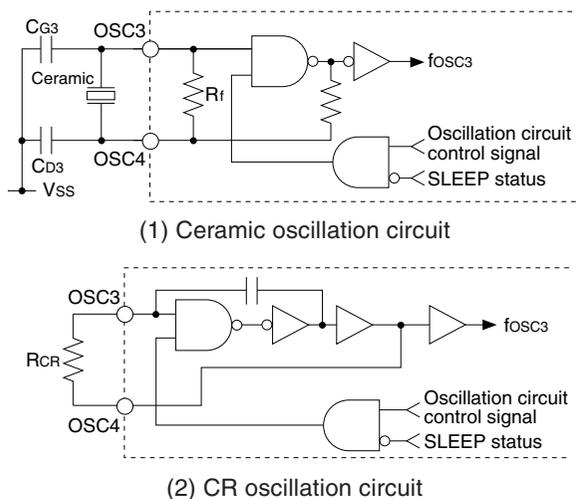 CG3
OSC3
Ceramic
Rf
fOSC3
CD3
OSC4
VSS
Oscillation circuit
control signal
SLEEP status
(1) Ceramic oscillation circuit
OSC3
RCR
fOSC3
OSC4
Oscillation circuit
control signal
SLEEP status
(2) CR oscillation circuit